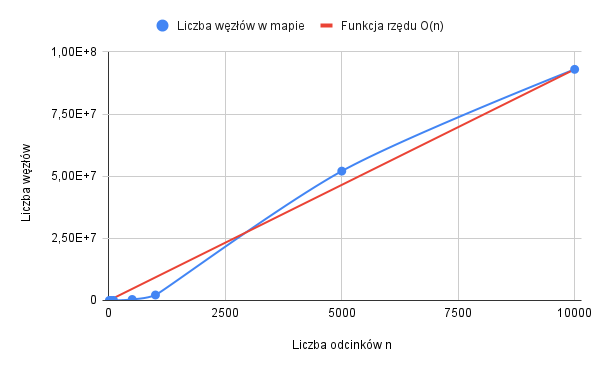 Liczba węzłów w mapie
Funkcja rzędu O(n)
1,00E+8
7,50E+7
5,00E+7
2,50E+7
0
Liczba węzłów
0
2500
5000
7500
10000
Liczba odcinków n